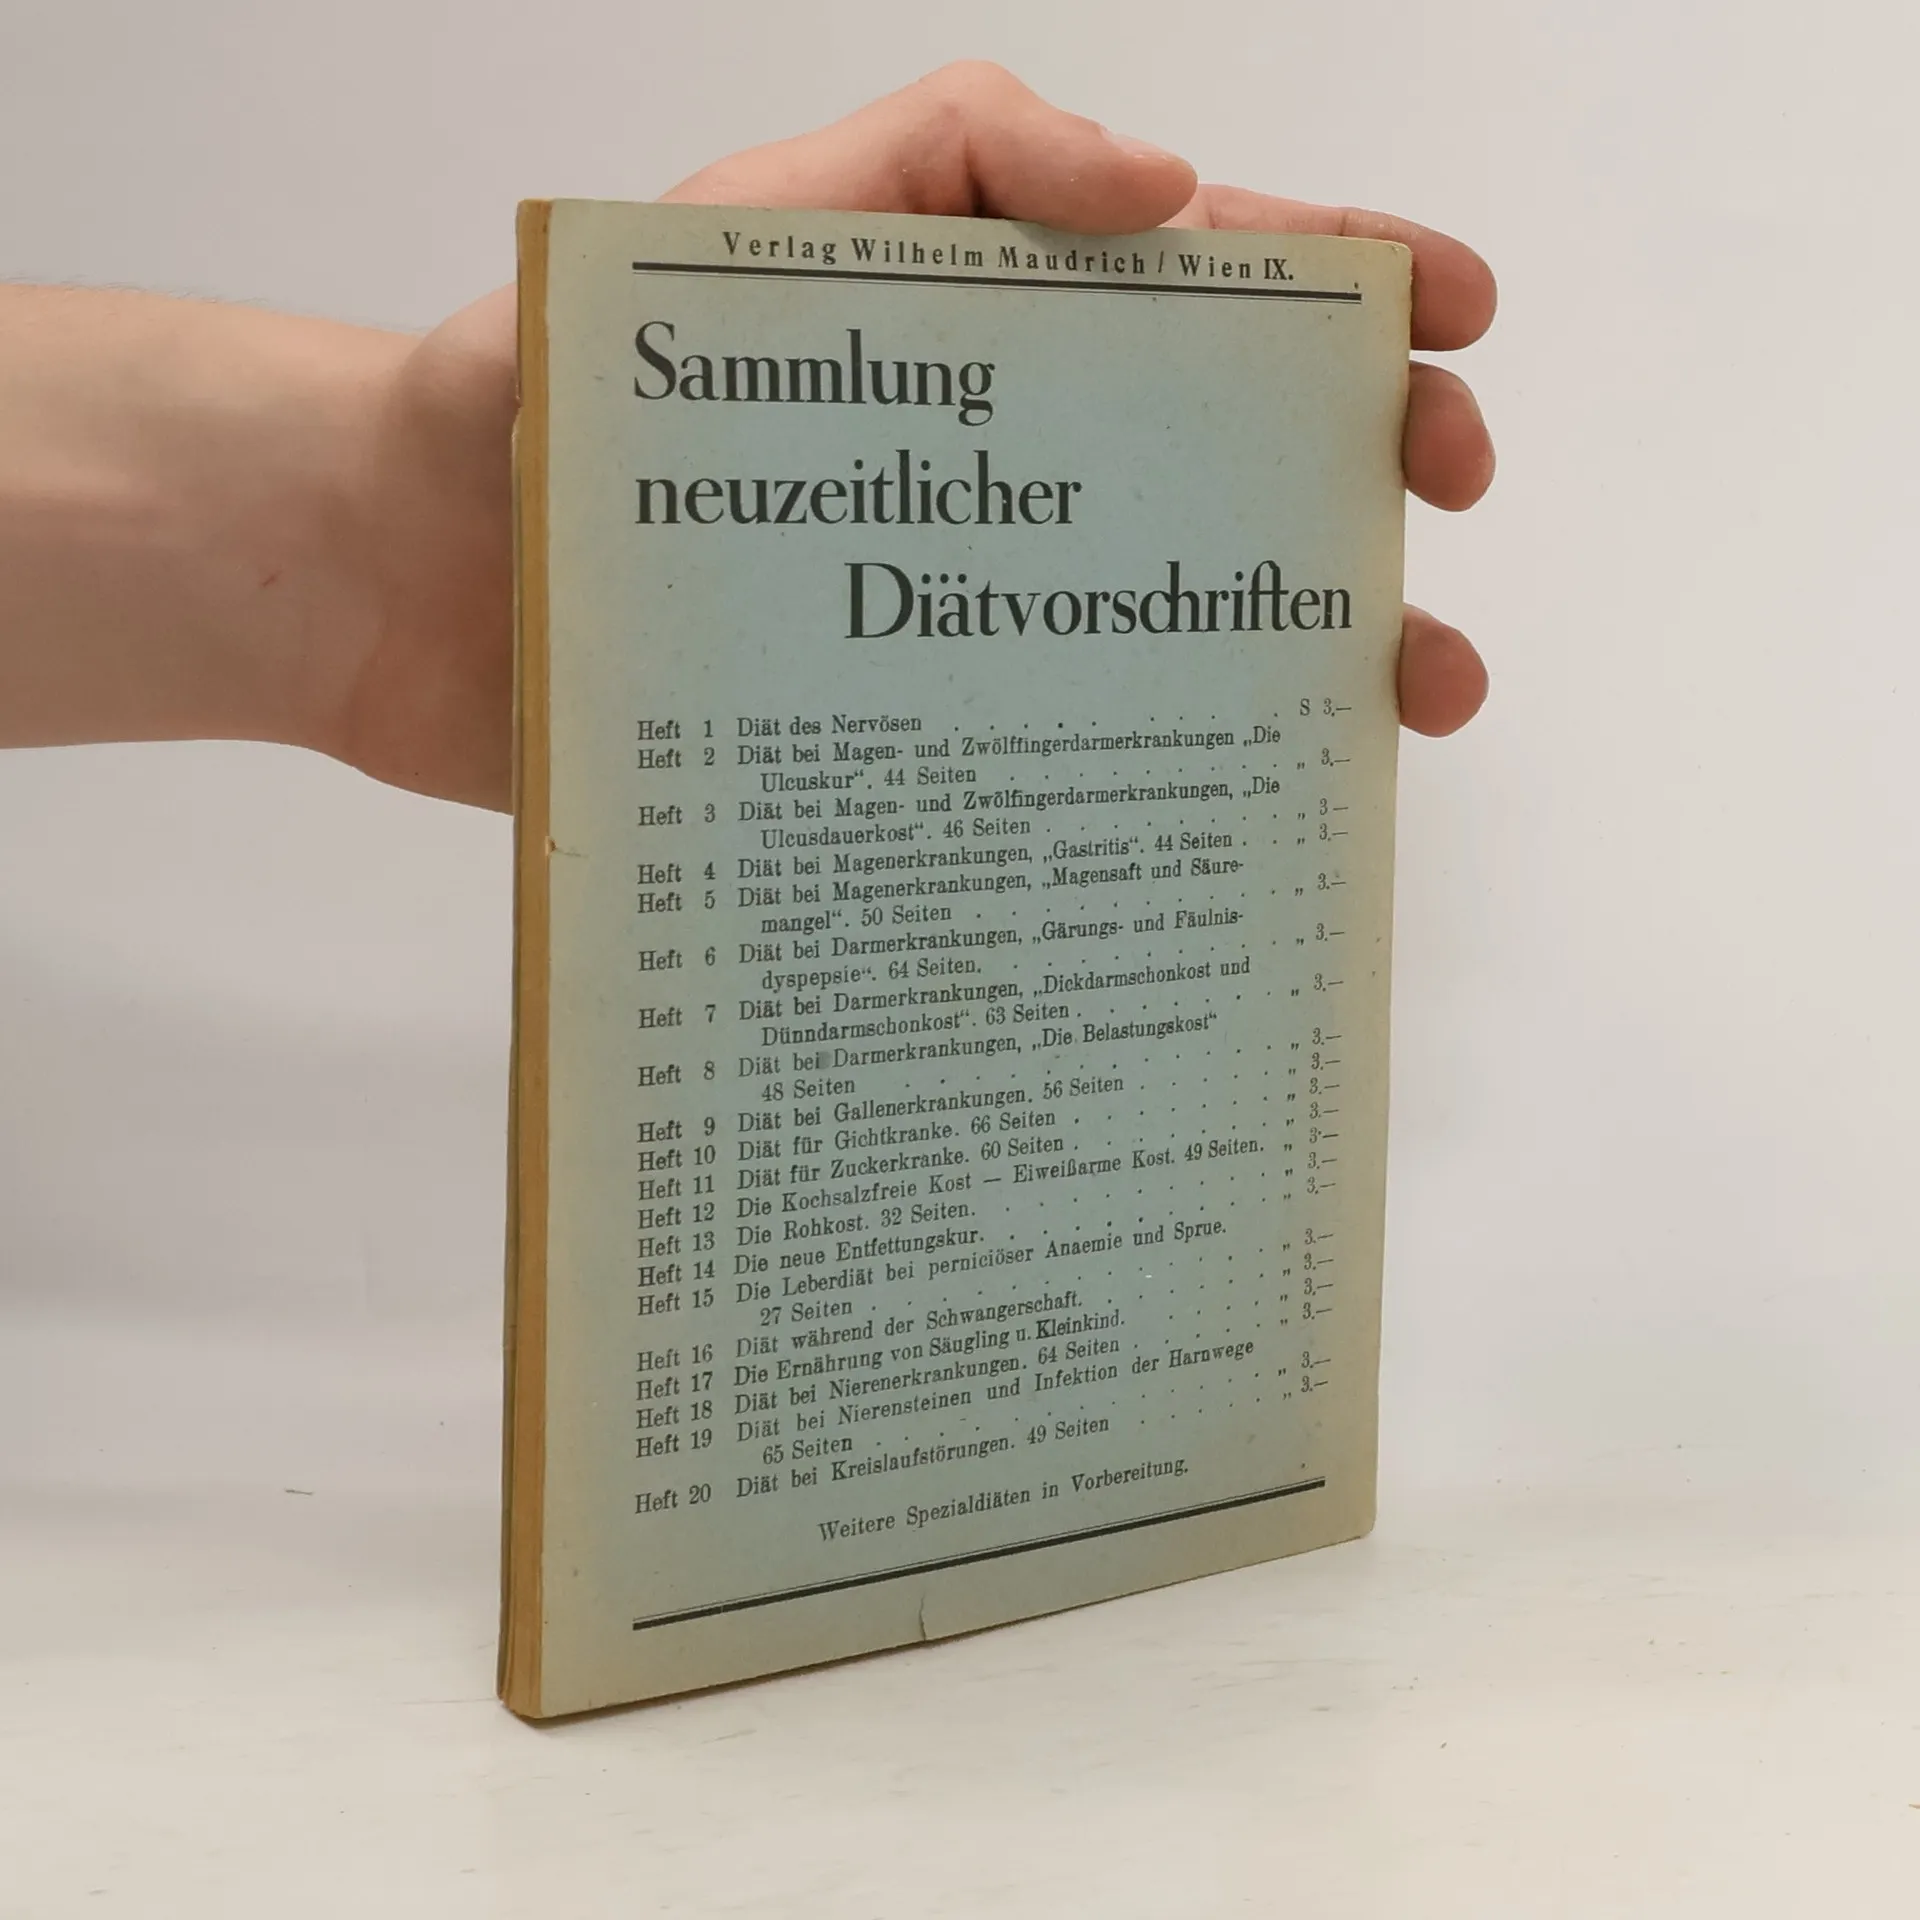 Verlag Wilhelm Maudrich / Wien IX.
Sammlung
neuzeitlicher
Diätvorschriften
Heft 1 Diät des Nervösen . . . . . . . . . S 3.—
Heft 2 Diät bei Magen- und Zwölffingerdarmerkrankungen „Die
Ulcuskur“. 44 Seiten . . . . . . . . . „ 3.—
Heft 3 Diät bei Magen- und Zwölfingerdarmerkrankungen, „Die
Ulcusdauerkost“. 46 Seiten . . . . . . . „ 3 —
Heft 4 Diät bei Magenerkrankungen, „Gastritis“. 44 Seiten . . „ 3.—
Heft 5 Diät bei Magenerkrankungen, „Magensaft und Säure-
mangel“. 50 Seiten . . . . . . . . . „ 3.—
Heft 6 Diät bei Darmerkrankungen, „Gärungs- und Fäulnis-
dyspepsie“. 64 Seiten. . . . . . . . . „ 3.—
Heft 7 Diät bei Darmerkrankungen, „Dickdarmschonkost und
Dünndarmschonkost“. 63 Seiten . . . . . . „ 3.—
Heft 8 Diät bei Darmerkrankungen, „Die Belastungskost“
48 Seiten . . . . . . . . . . . „ 3.—
Heft 9 Diät bei Gallenerkrankungen. 56 Seiten . . . . . „ 3.—
Heft 10 Diät für Gichtkranke. 66 Seiten . . . . . . . „ 3.—
Heft 11 Diät für Zuckerkranke. 60 Seiten . . . . . . . „ 3.—
Heft 12 Die Kochsalzfreie Kost — Eiweißarme Kost. 49 Seiten. „ 3·—
Heft 13 Die Rohkost. 32 Seiten. . . . . . . . . . „ 3.—
Heft 14 Die neue Entfettungskur. . . . . . . . . . „ 3.—
Heft 15 Die Leberdiät bei perniciöser Anaemie und Sprue.
27 Seiten . . . . . . . . . . . „ 3.—
Heft 16 Diät während der Schwangerschaft. . . . . . . „ 3.—
Heft 17 Die Ernährung von Säugling u. Kleinkind. . . . . „ 3.—
Heft 18 Diät bei Nierenerkrankungen. 64 Seiten . . . . . „ 3.—
Heft 19 Diät bei Nierensteinen und Infektion der Harnwege
65 Seiten . . . . . . . . . . . „ 3.—
Heft 20 Diät bei Kreislaufstörungen. 49 Seiten . . . . . „ 3.—
Weitere Spezialdiäten in Vorbereitung.